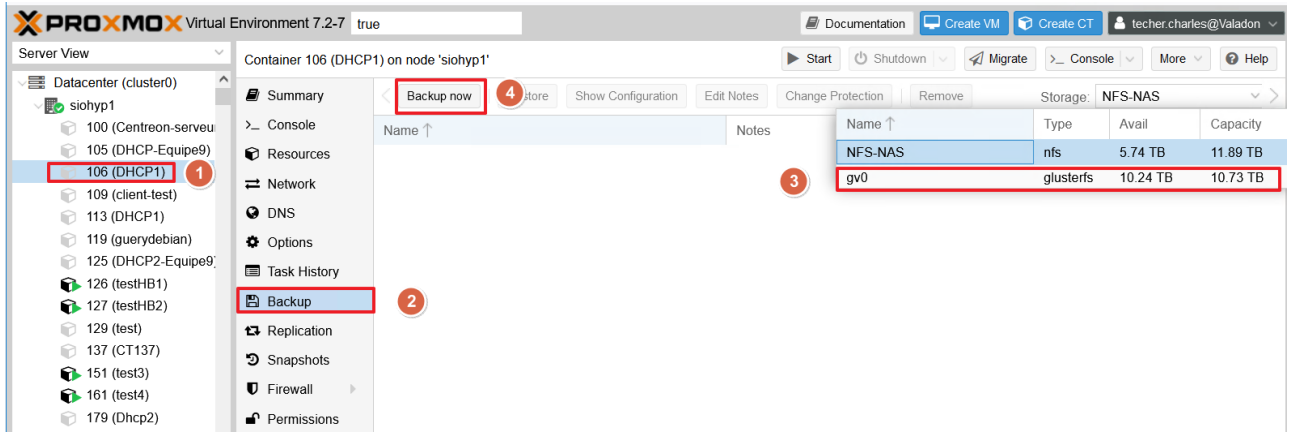 PROXMOX Virtual Environment 7.2-7 true Documentation Create VM Create CT techer.charles@Valadon
Server View
Container 106 (DHCP1) on node 'siohyp1' Start Shutdown Migrate >_ Console More Help
Datacenter (cluster0)
siohyp1
100 (Centreon-serveu
105 (DHCP-Equipe9)
106 (DHCP1) 1
109 (client-test)
113 (DHCP1)
119 (guerydebian)
125 (DHCP2-Equipe9)
126 (testHB1)
127 (testHB2)
129 (test)
137 (CT137)
151 (test3)
161 (test4)
179 (Dhcp2)
Summary
>_ Console
Resources
Network
DNS
Options
Task History
Backup 2
Replication
Snapshots
Firewall
Permissions
Backup now 4 store Show Configuration Edit Notes Change Protection Remove Storage: NFS-NAS
Name ↑ Notes
Name ↑ Type Avail Capacity
NFS-NAS nfs 5.74 TB 11.89 TB
3 gv0 glusterfs 10.24 TB 10.73 TB